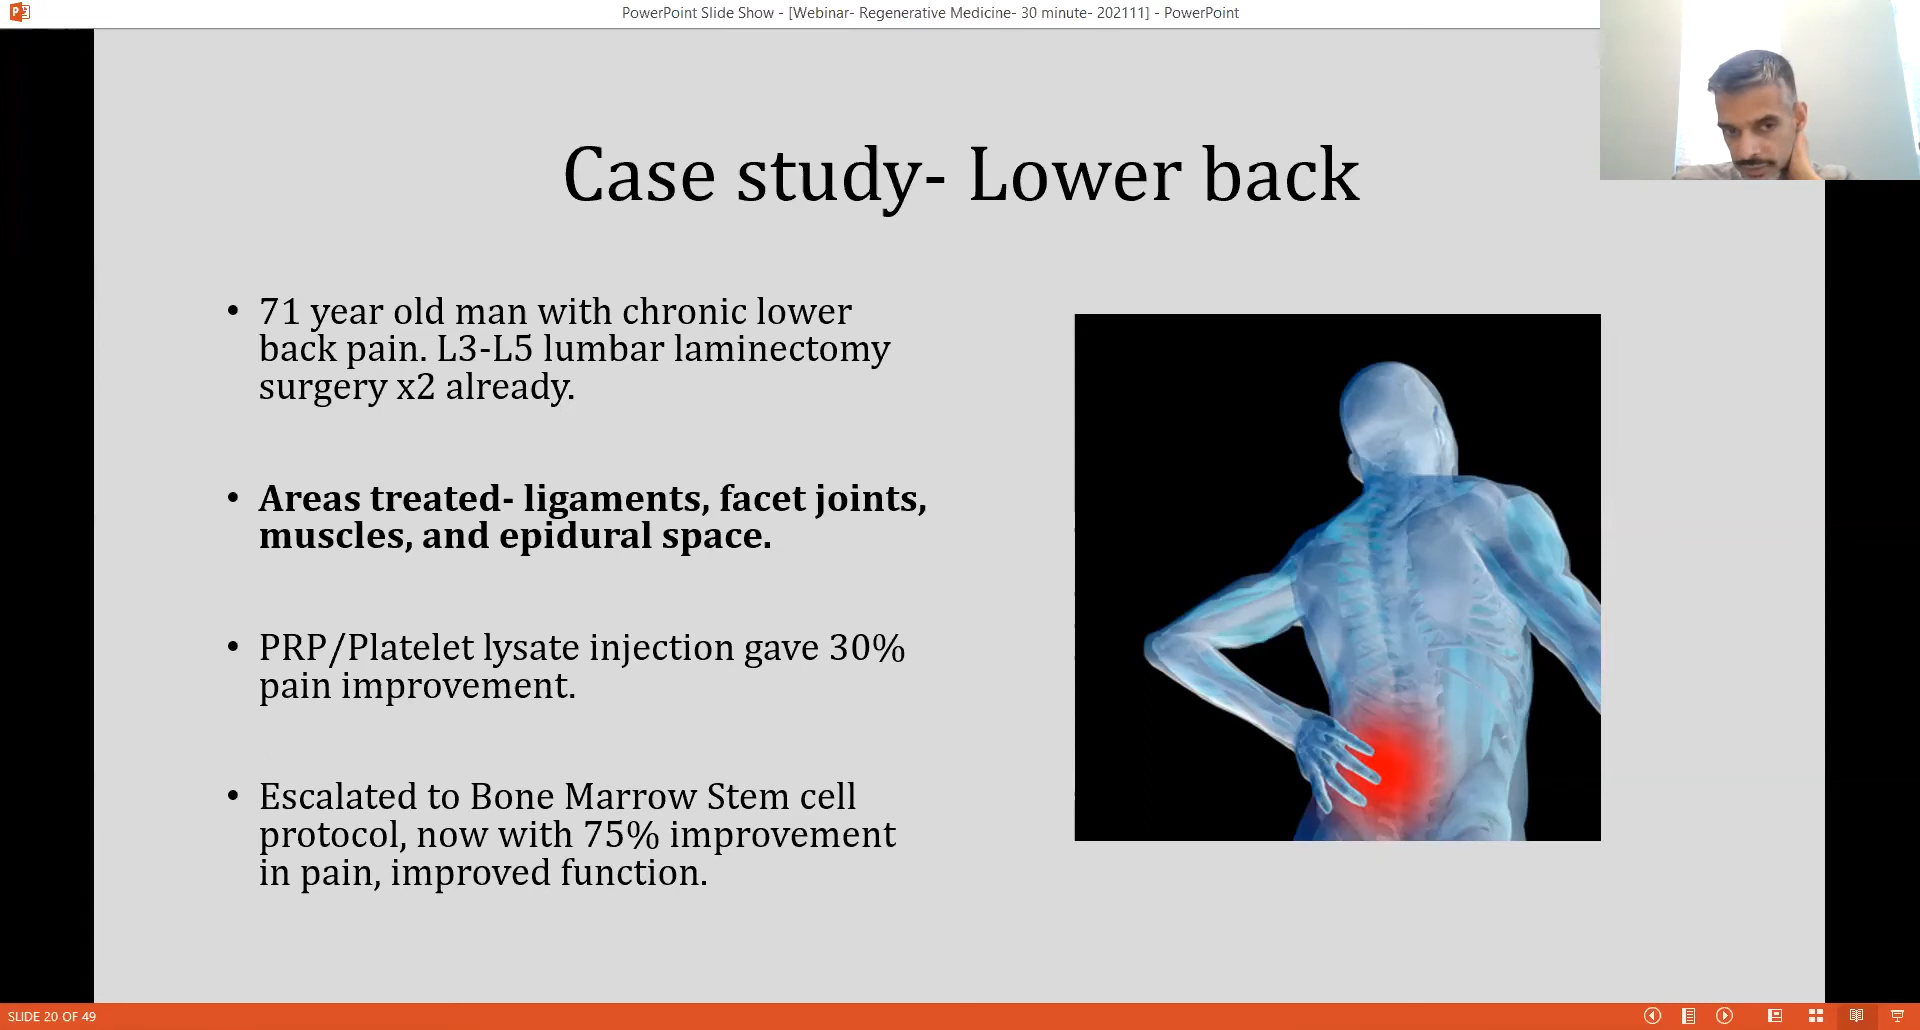 PowerPoint Slide Show - [Webinar- Regenerative Medicine- 30 minute- 202111] - PowerPoint
Case study- Lower back
• 71 year old man with chronic lower
back pain. L3-L5 lumbar laminectomy
surgery x2 already.
• Areas treated- ligaments, facet joints,
muscles, and epidural space.
• PRP/Platelet lysate injection gave 30%
pain improvement.
• Escalated to Bone Marrow Stem cell
protocol, now with 75% improvement
in pain, improved function.
SLIDE 20 OF 49